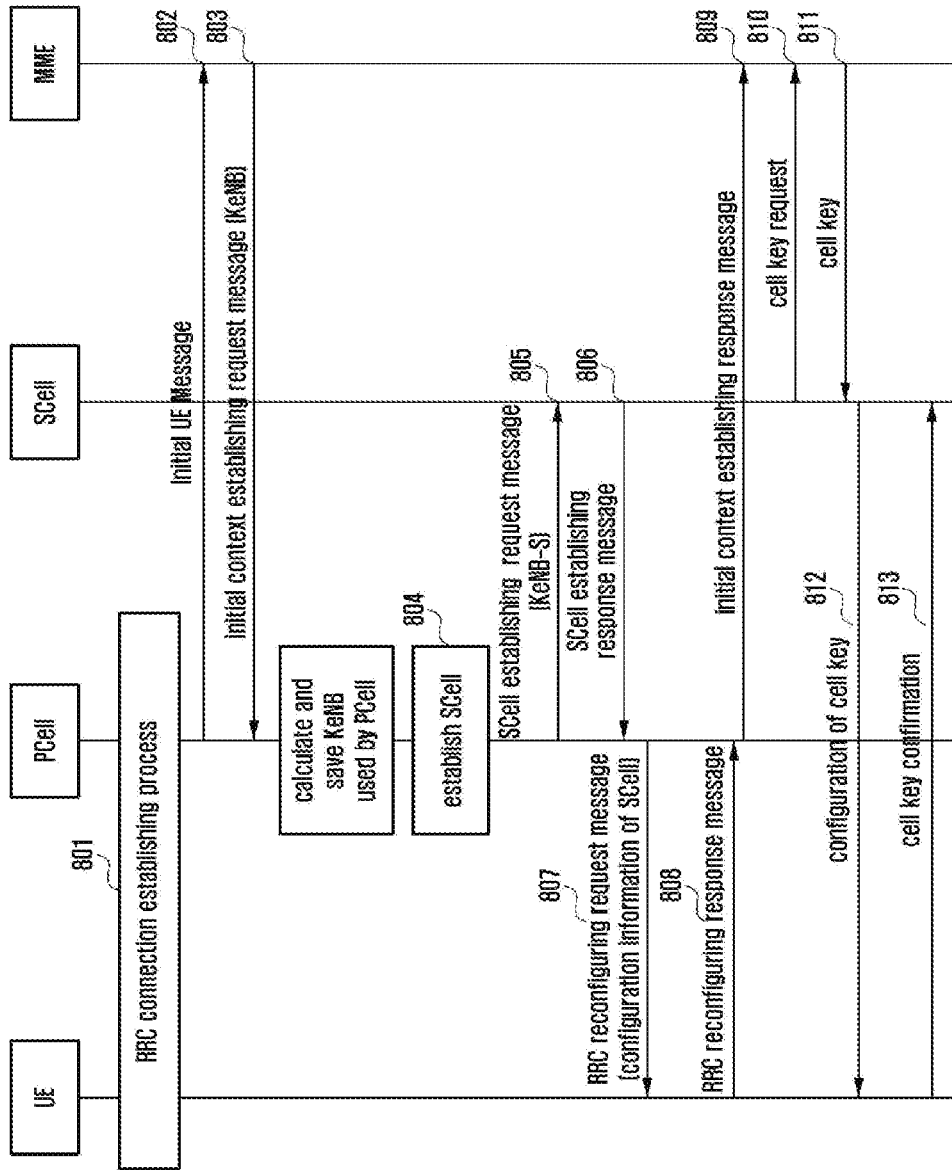 UE
PCell
SCell
MME
801
RRC connection establishing process
Initial UE Message
802
Initial context establishing request message (KeNB)
803
calculate and
save KeNB
used by PCell
804
establish SCell
SCell establishing request message
(KeNB-S)
805
SCell establishing
response message
806
807
RRC reconfiguring request message
(configuration information of SCell)
808
RRC reconfiguring response message
Initial context establishing response message
809
cell key request
810
cell key
811
configuration of cell key
812
cell key confirmation
813